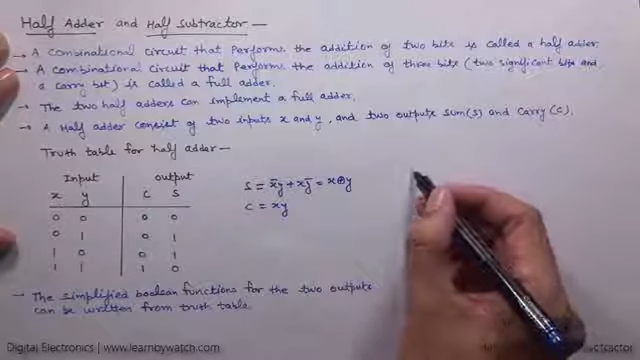 Half Adder and Half Subtractor —
→ A combinational circuit that performs the addition of two bits is called a half adder.
→ A combinational circuit that performs the addition of three bits (two significant bits and
a carry bit) is called a full adder.
→ The two half adders can implement a full adder.
→ A Half adder consist of two inputs x and y, and two outputs sum(S) and carry (C).
Truth table for half adder —
Input output
x y C S
0 0 0 0
0 1 0 1
1 0 0 1
1 1 1 0
S = x̄y + xȳ = x⊕y
C = xy
→ The simplified boolean functions for the two outputs
can be written from truth table
Digital Electronics | www.learnbywatch.com